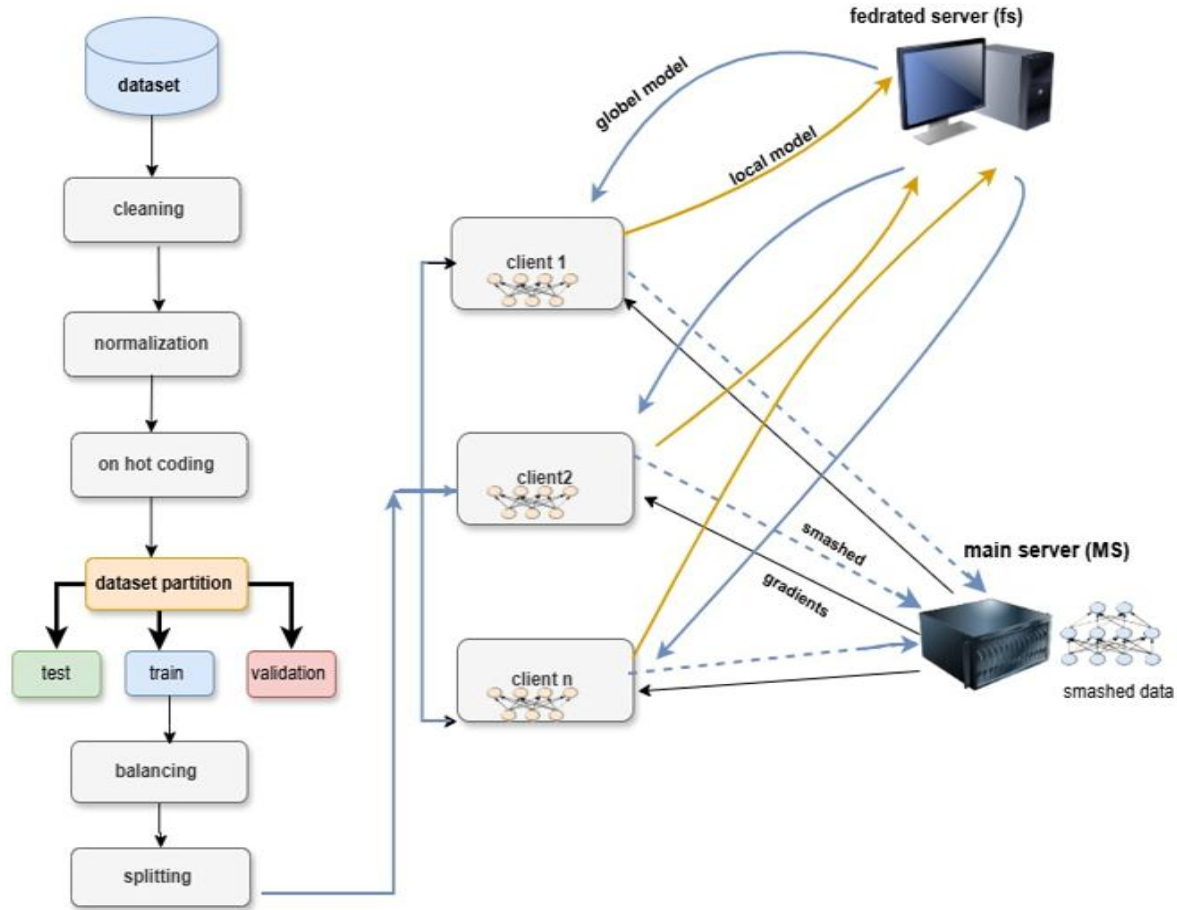 dataset
cleaning
normalization
on hot coding
dataset partition
test
train
validation
balancing
splitting
fedrated server (fs)
globel model
local model
client 1
client2
client n
smashed
gradients
main server (MS)
smashed data